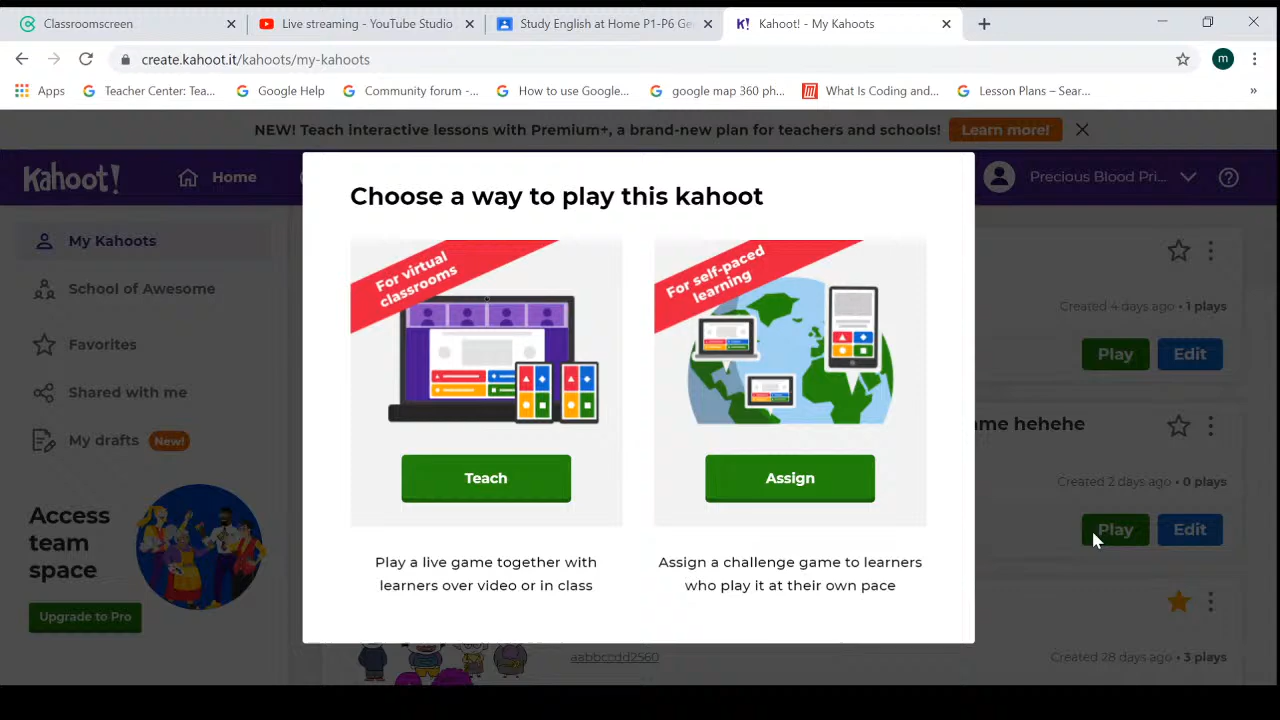 Classroomscreen
Live streaming - YouTube Studio
Study English at Home P1-P6 Ge
Kahoot! - My Kahoots
create.kahoot.it/kahoots/my-kahoots
m
Apps
Teacher Center: Tea...
Google Help
Community forum -...
How to use Google...
google map 360 ph...
What Is Coding and...
Lesson Plans – Sear...
»
NEW! Teach interactive lessons with Premium+, a brand-new plan for teachers and schools!
Learn more!
Kahoot!
Home
Precious Blood Pri...
My Kahoots
School of Awesome
Favorites
Shared with me
My drafts
New!
Access
team
space
Upgrade to Pro
Choose a way to play this kahoot
For virtual
classrooms
Teach
Play a live game together with
learners over video or in class
For self-paced
learning
Assign
Assign a challenge game to learners
who play it at their own pace
Created 4 days ago • 1 plays
Play
Edit
ame hehehe
Created 2 days ago • 0 plays
Play
Edit
aabbccdd2560
Created 28 days ago • 3 plays